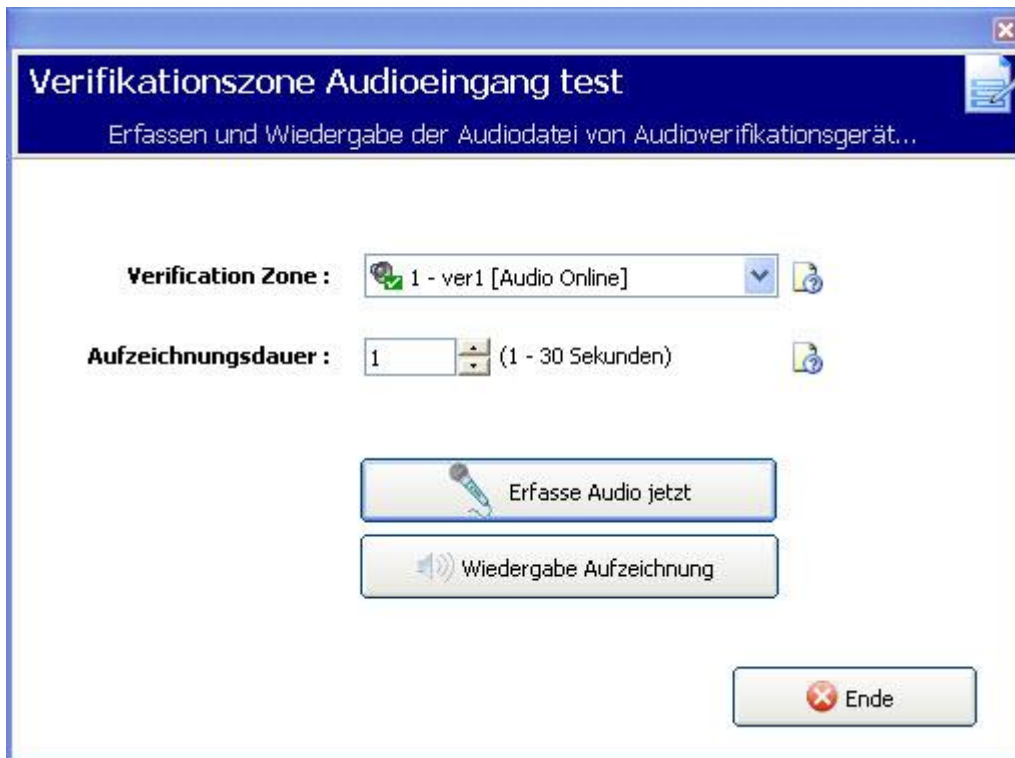 Verifikationszone Audioeingang test
Erfassen und Wiedergabe der Audiodatei von Audioverifikationsgerät...
Verification Zone : 1 - ver1 [Audio Online]
Aufzeichnungsdauer : 1 (1 - 30 Sekunden)
Erfasse Audio jetzt
Wiedergabe Aufzeichnung
Ende